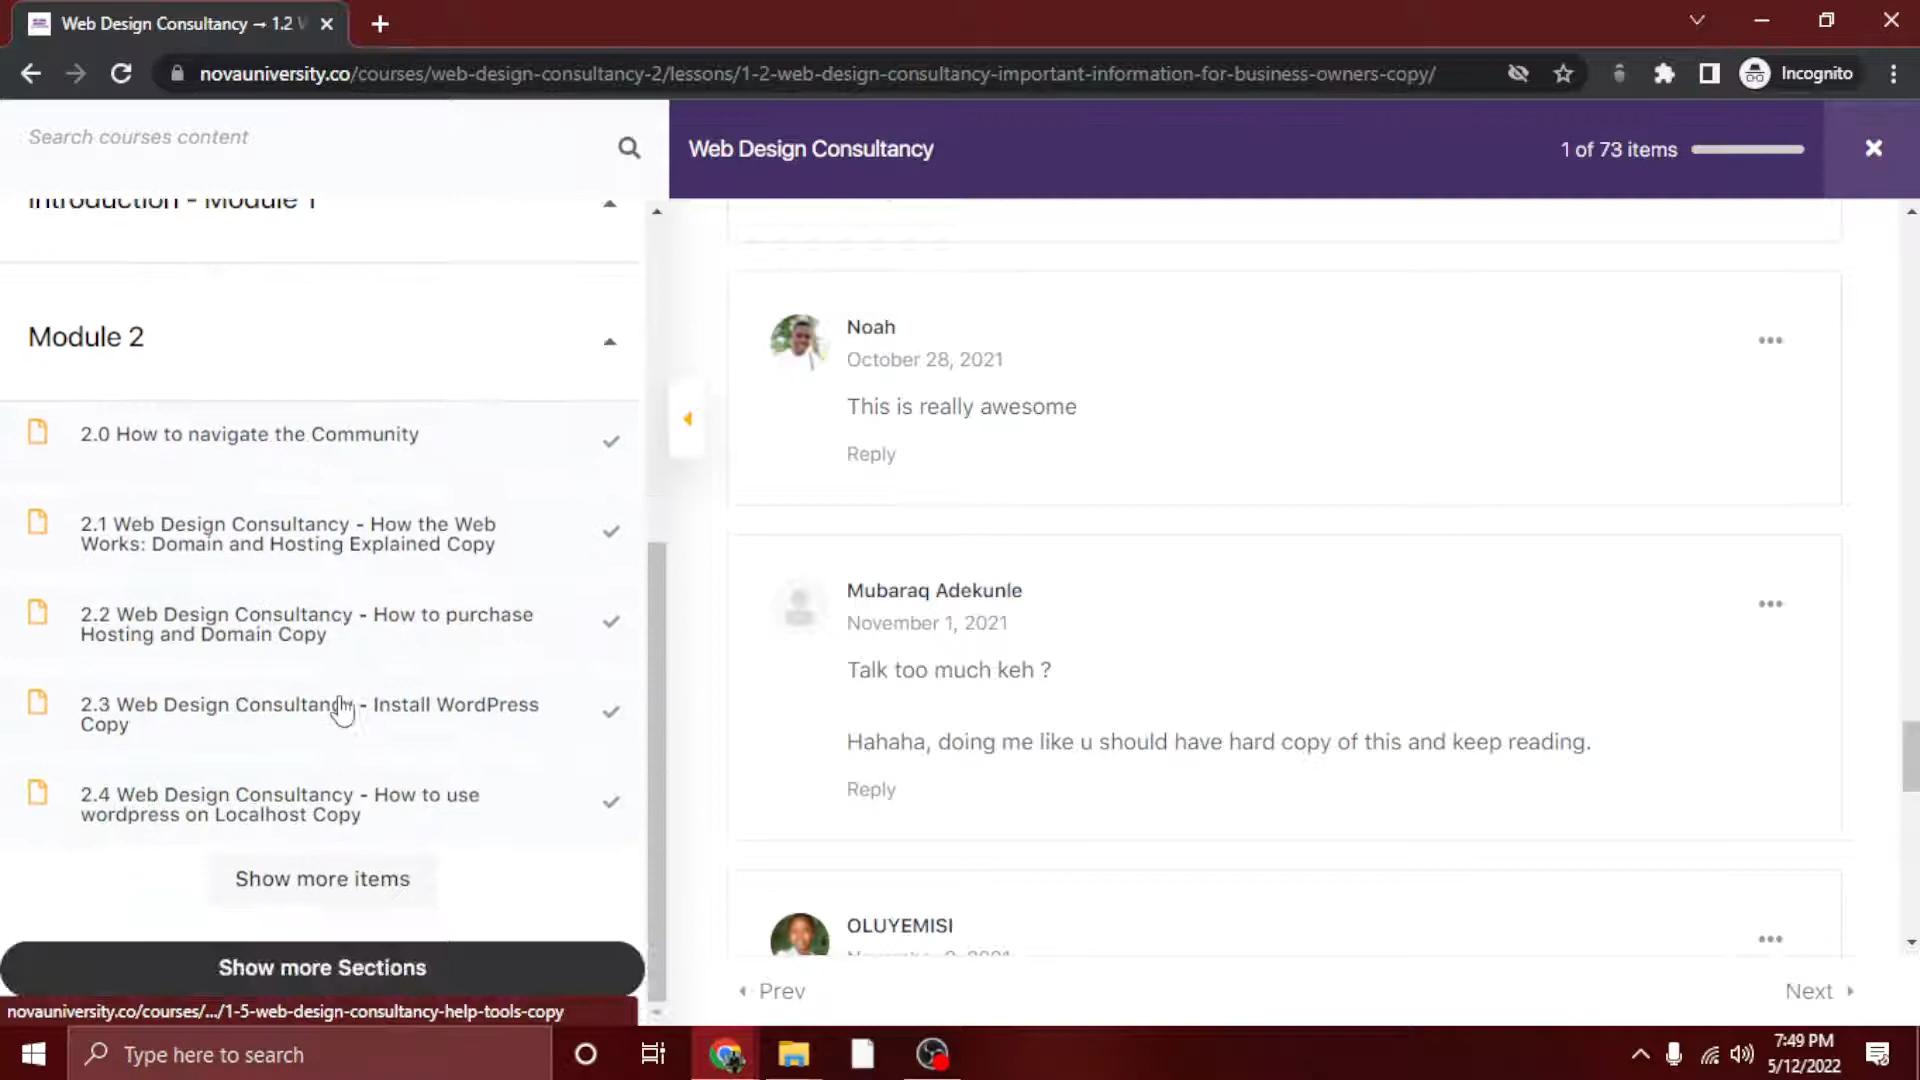 Web Design Consultancy → 1.2
novauniversity.co/courses/web-design-consultancy-2/lessons/1-2-web-design-consultancy-important-information-for-business-owners-copy/
Incognito
Search courses content
Web Design Consultancy
1 of 73 items
Introduction - Module 1
Module 2
2.0 How to navigate the Community
2.1 Web Design Consultancy - How the Web
Works: Domain and Hosting Explained Copy
2.2 Web Design Consultancy - How to purchase
Hosting and Domain Copy
2.3 Web Design Consultancy - Install WordPress
Copy
2.4 Web Design Consultancy - How to use
wordpress on Localhost Copy
Show more items
Show more Sections
novauniversity.co/courses/.../1-5-web-design-consultancy-help-tools-copy
Noah
October 28, 2021
This is really awesome
Reply
Mubaraq Adekunle
November 1, 2021
Talk too much keh ?
Hahaha, doing me like u should have hard copy of this and keep reading.
Reply
OLUYEMISI
Prev
Next
Type here to search
7:49 PM
5/12/2022